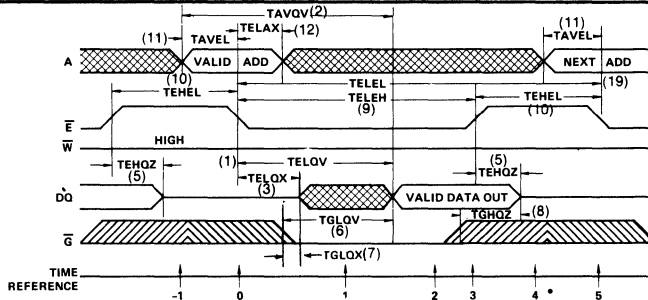 TAVQV(2)
TELAX
(11) TAVEL (12) (11) TAVEL
A VALID ADD NEXT ADD
(10) TEHEL TELEL (19)
TELEH (9) TEHEL (10)
E
W HIGH
TEHQZ (5) (1) TELQV (5) TEHQZ
TELQX (3)
DQ VALID DATA OUT
TGLQV (6) TGHQZ (8)
G
TGLQX(7)
TIME REFERENCE
-1 0 1 2 3 4 5